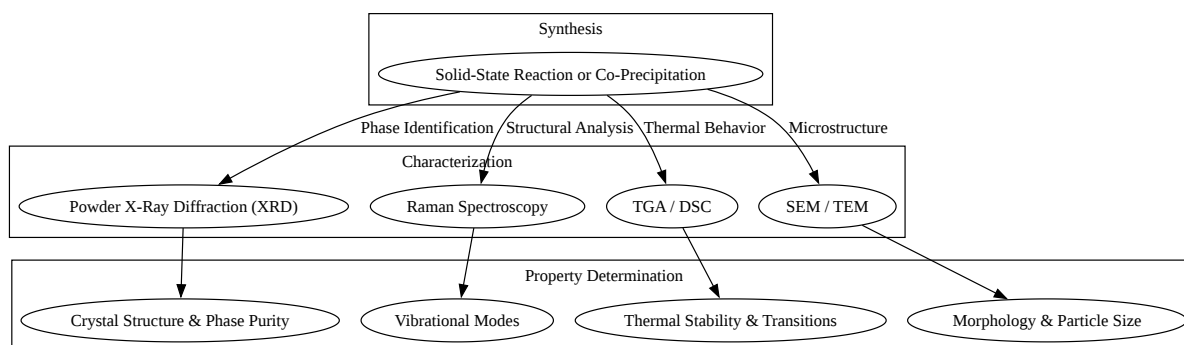 Synthesis
Solid-State Reaction or Co-Precipitation
Phase Identification
Structural Analysis
Thermal Behavior
Microstructure
Characterization
Powder X-Ray Diffraction (XRD)
Raman Spectroscopy
TGA / DSC
SEM / TEM
Property Determination
Crystal Structure & Phase Purity
Vibrational Modes
Thermal Stability & Transitions
Morphology & Particle Size